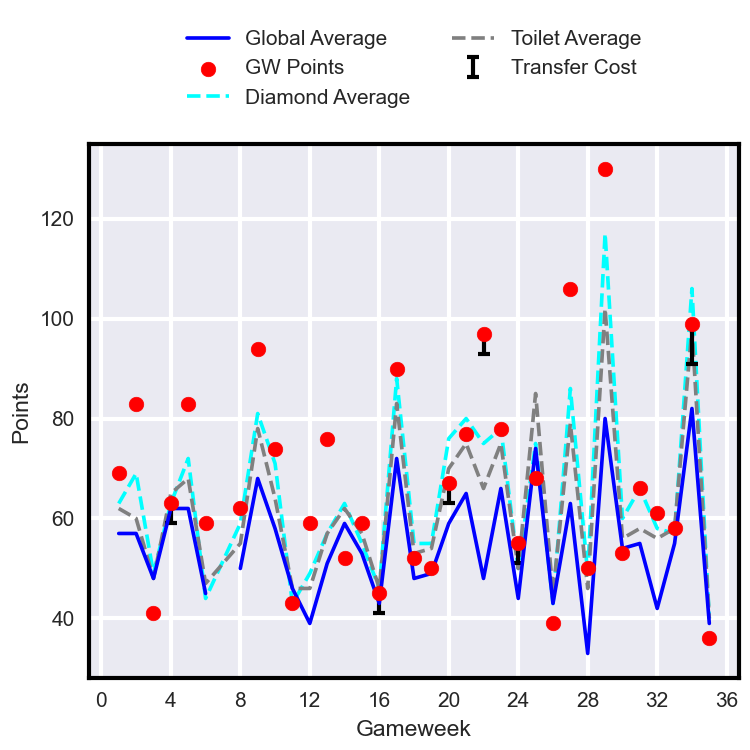 Global Average
GW Points
Diamond Average
Toilet Average
Transfer Cost
Points
120
100
80
60
40
0 4 8 12 16 20 24 28 32 36
Gameweek